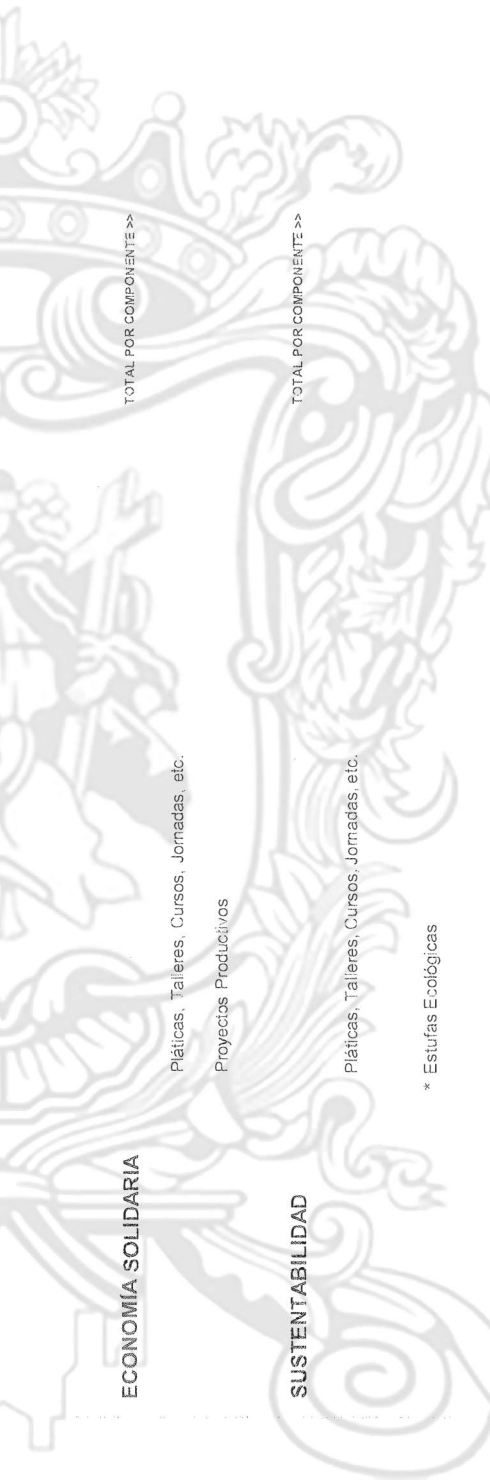 ECONOMÍA SOLIDARIA
TOTAL POR COMPONENTE >>
Pláticas, Talleres, Cursos, Jornadas, etc.
Proyectos Productivos
SUSTENTABILIDAD
TOTAL POR COMPONENTE >>
Pláticas, Talleres, Cursos, Jornadas, etc.
* Estufas Ecológicas